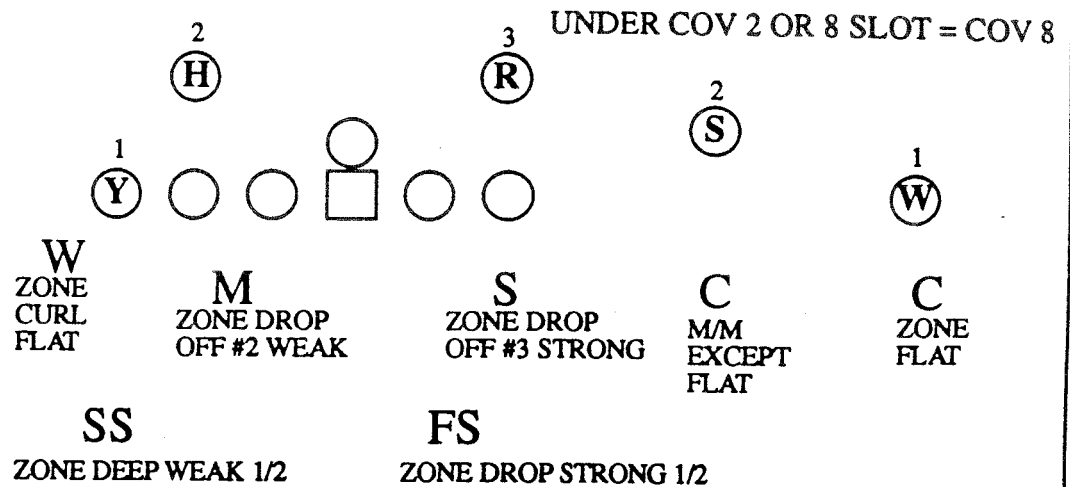 UNDER COV 2 OR 8 SLOT = COV 8
2
3
H
R
2
S
1
1
Y
W
W
ZONE
CURL
FLAT
M
ZONE DROP
OFF #2 WEAK
S
ZONE DROP
OFF #3 STRONG
C
M/M
EXCEPT
FLAT
C
ZONE
FLAT
SS
ZONE DEEP WEAK 1/2
FS
ZONE DROP STRONG 1/2